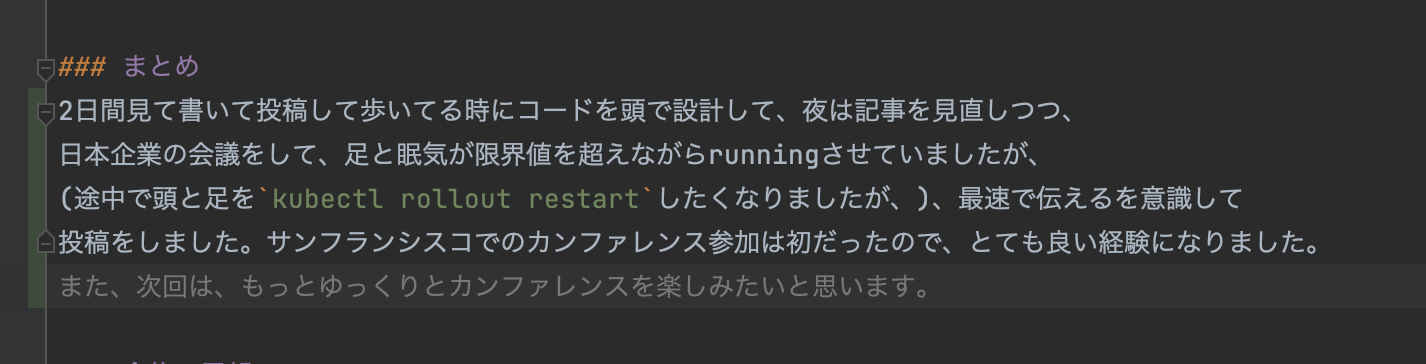 ### まとめ
2日間見て書いて投稿して歩いてる時にコードを頭で設計して、夜は記事を見直しつつ、
日本企業の会議をして、足と眠気が限界値を超えながらrunningさせていましたが、
(途中で頭と足を`kubectl rollout restart`したくなりましたが、)、最速で伝えるを意識して
投稿をしました。サンフランシスコでのカンファレンス参加は初だったので、とても良い経験になりました。
また、次回は、もっとゆっくりとカンファレンスを楽しみたいと思います。